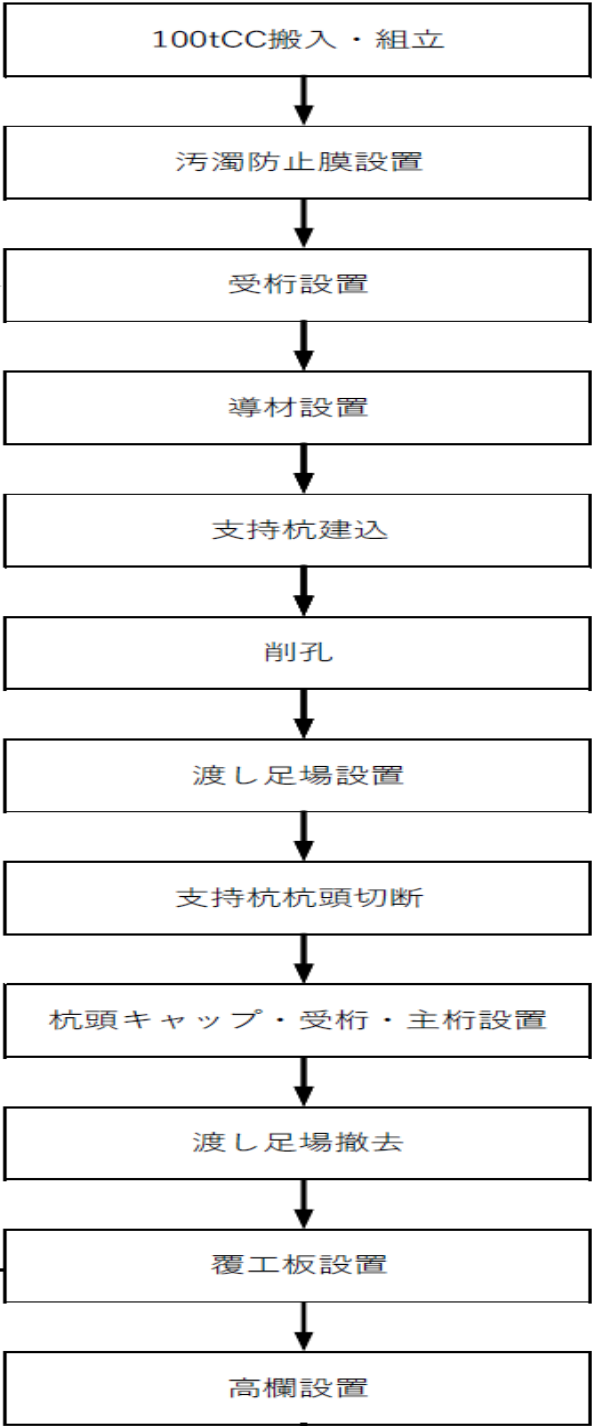 100tCC搬入・組立
汚濁防止膜設置
受桁設置
導材設置
支持杭建込
削孔
渡し足場設置
支持杭杭頭切断
杭頭キャップ・受桁・主桁設置
渡し足場撤去
覆工板設置
高欄設置